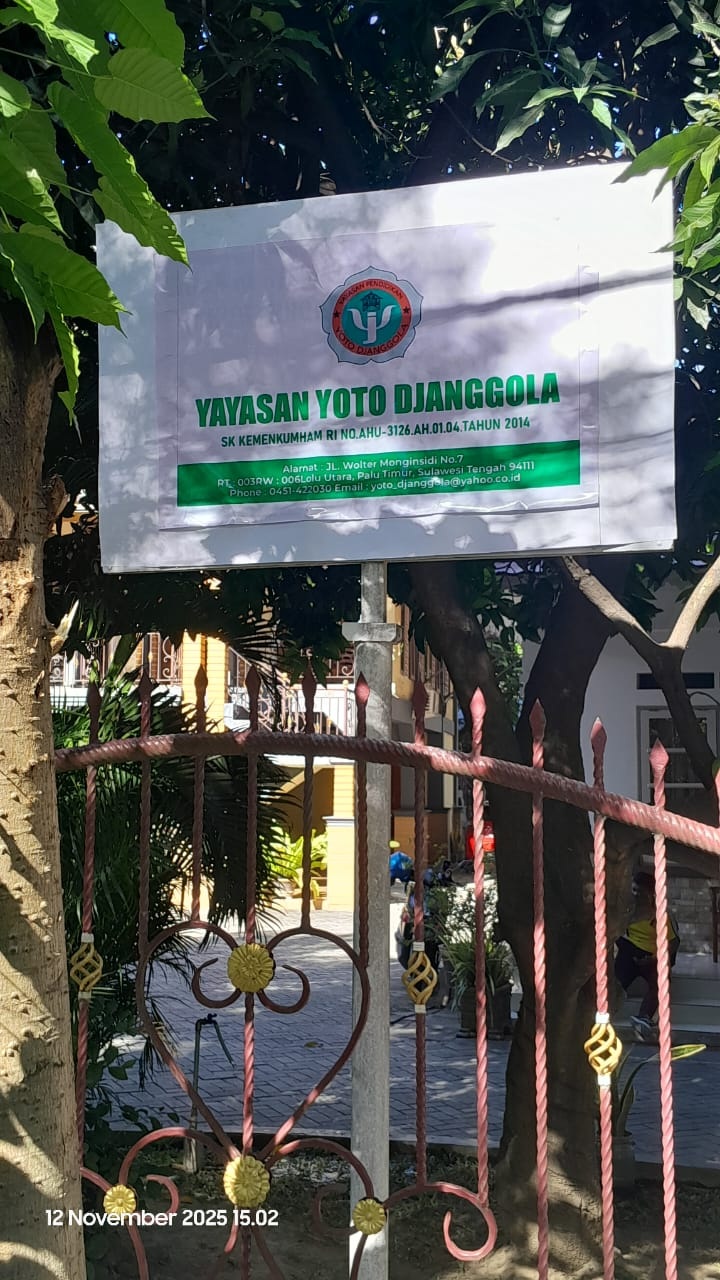 YAYASAN PENDIDIKAN
YOTO DJANGGOLA
YAYASAN YOTO DJANGGOLA
SK KEMENKUMHAM RI NO.AHU-3126.AH.01.04.TAHUN 2014
Alamat : JL. Wolter Monginsidi No.7
RT : 003RW : 006Lolu Utara, Palu Timur, Sulawesi Tengah 94111
Phone : 0451-422030 Email : yoto_djanggola@yahoo.co.id
12 November 2025 15.02